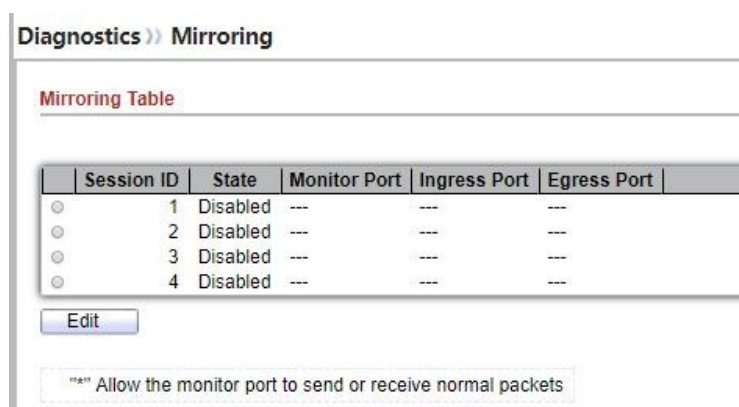 Diagnostics » Mirroring
Mirroring Table
Session ID State Monitor Port Ingress Port Egress Port
1 Disabled --- --- ---
2 Disabled --- --- ---
3 Disabled --- --- ---
4 Disabled --- --- ---
Edit
"*" Allow the monitor port to send or receive normal packets